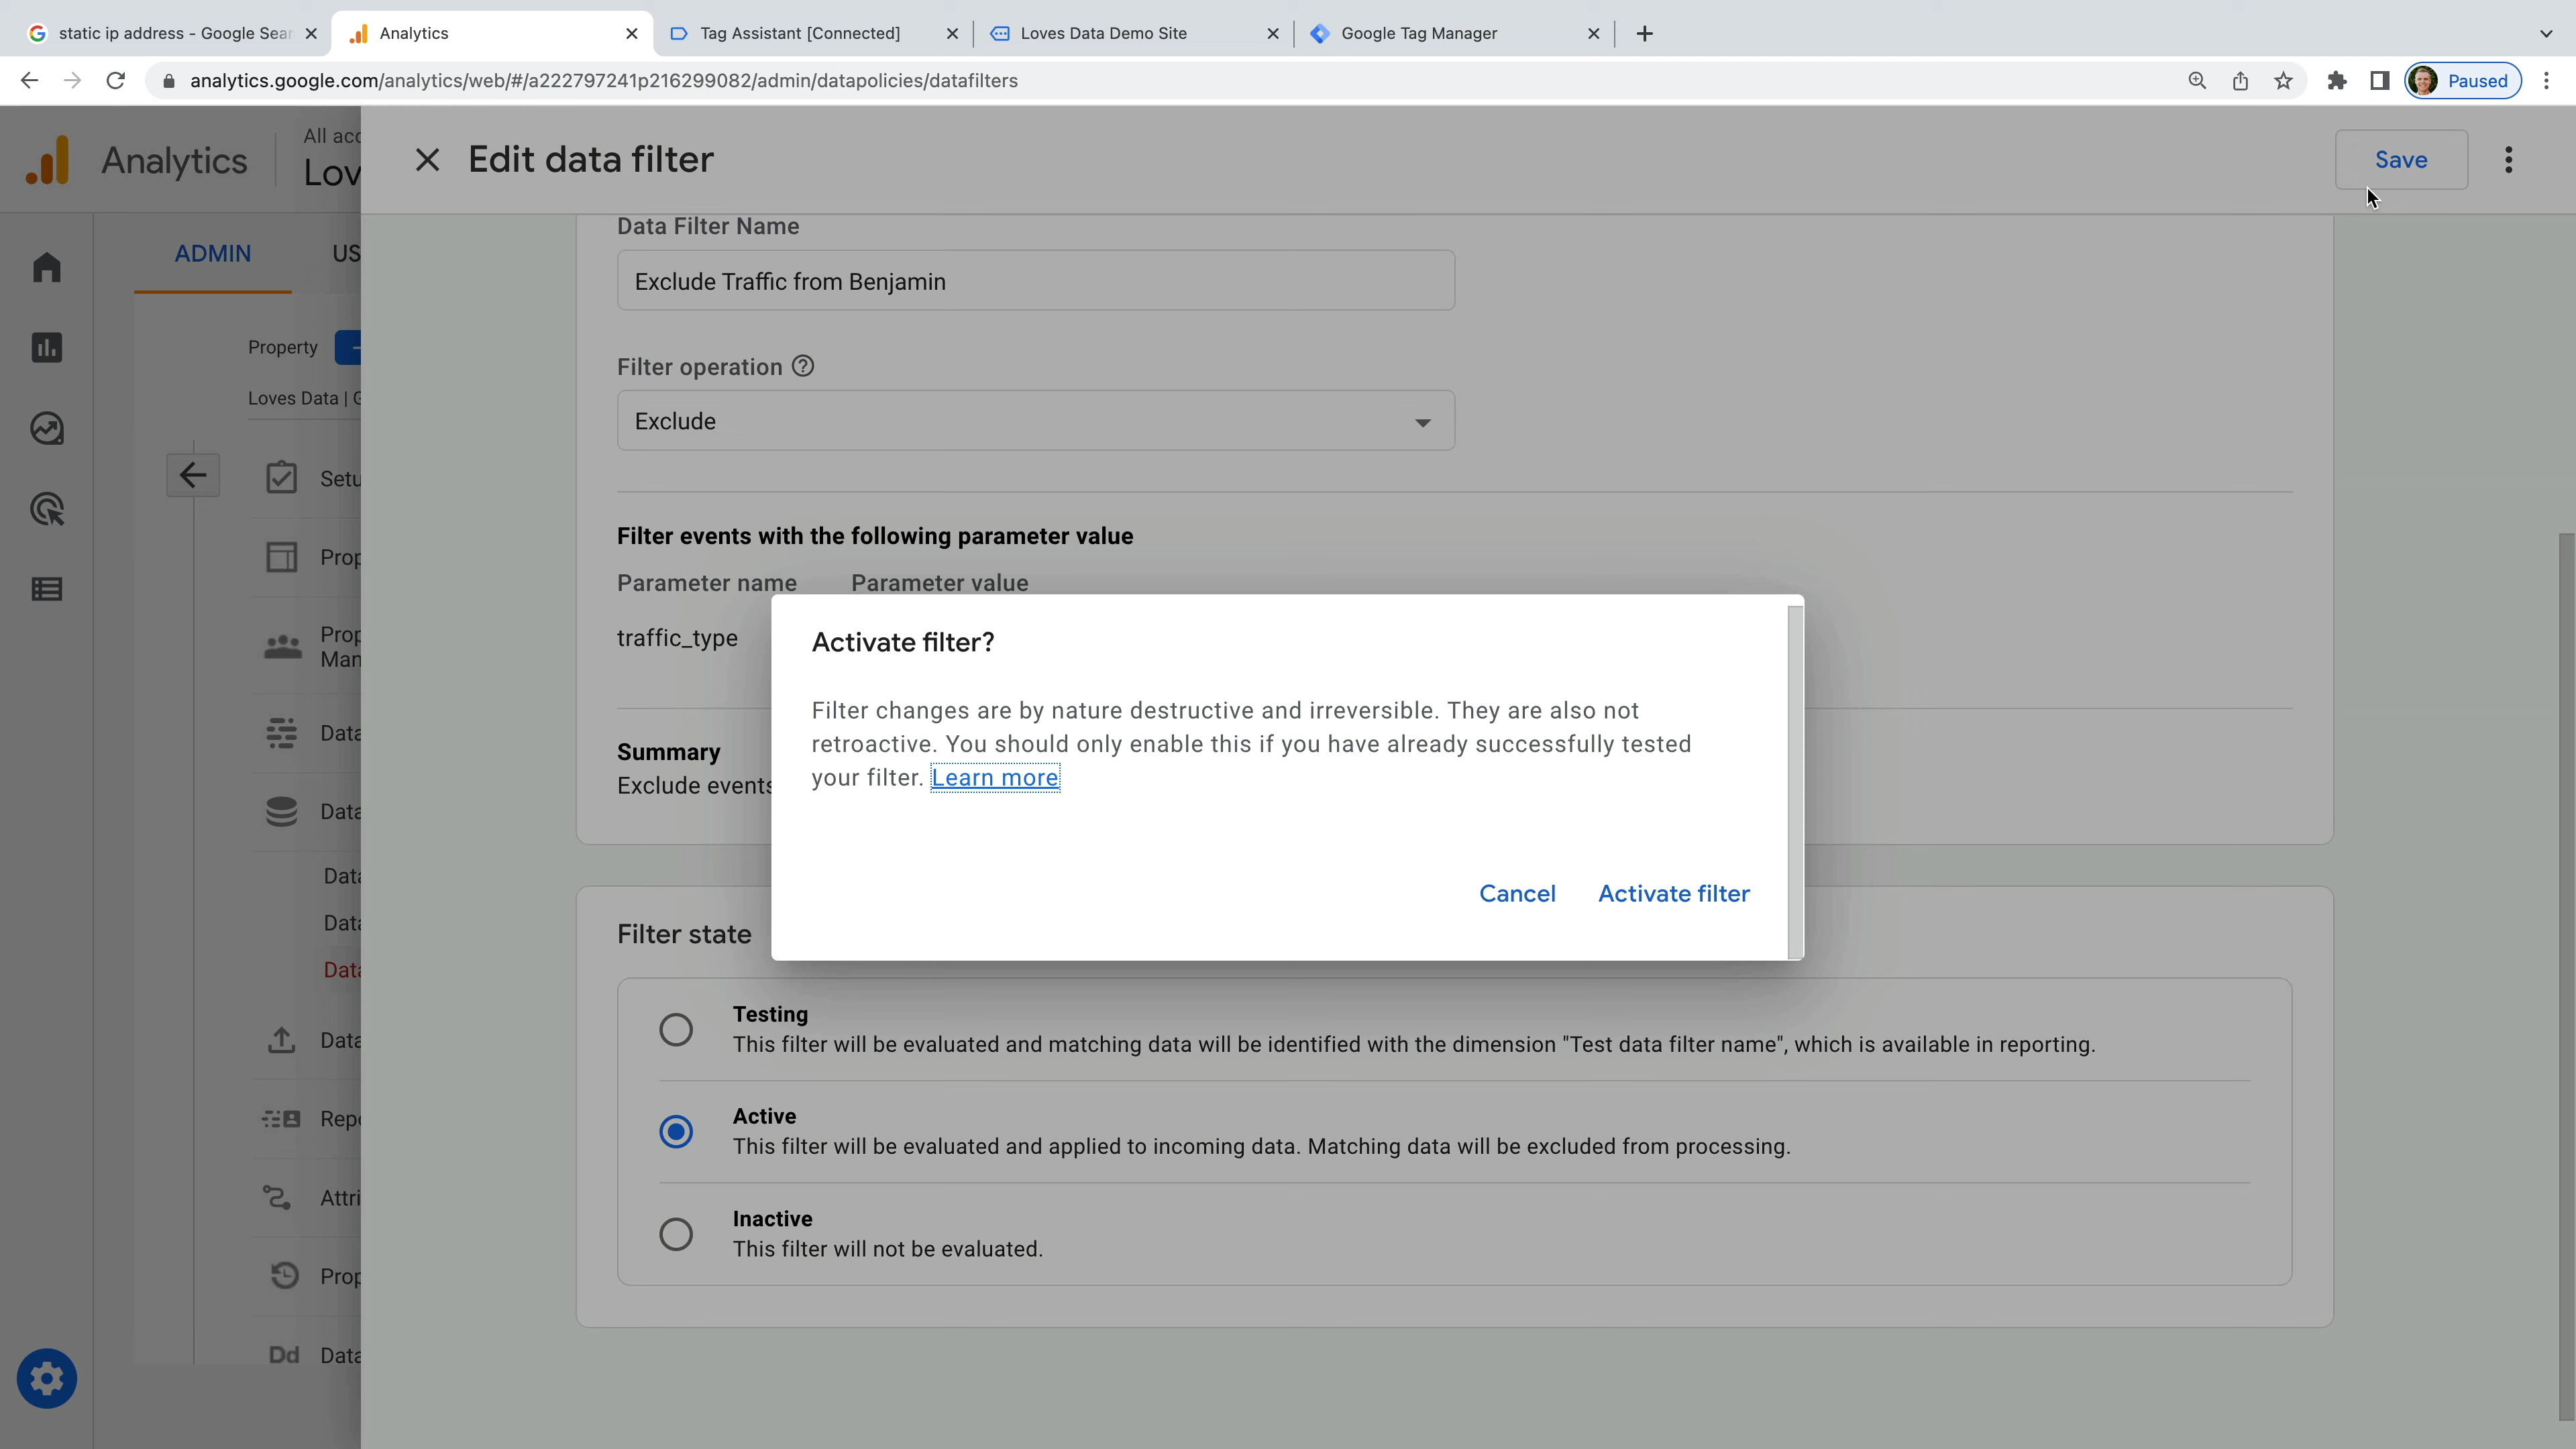 static ip address - Google Sear
Analytics
Tag Assistant [Connected]
Loves Data Demo Site
Google Tag Manager
analytics.google.com/analytics/web/#/a222797241p216299082/admin/datapolicies/datafilters
Paused
Analytics
All acc
Lov
Edit data filter
Save
ADMIN
US
Property
Loves Data | G
Setu
Prop
Prop
Man
Data
Data
Data
Data
Data
Data
Repo
Attri
Prop
Dd
Data
Data Filter Name
Exclude Traffic from Benjamin
Filter operation
Exclude
Filter events with the following parameter value
Parameter name Parameter value
traffic_type
Summary
Exclude events
Activate filter?
Filter changes are by nature destructive and irreversible. They are also not
retroactive. You should only enable this if you have already successfully tested
your filter. Learn more
Cancel Activate filter
Filter state
Testing
This filter will be evaluated and matching data will be identified with the dimension "Test data filter name", which is available in reporting.
Active
This filter will be evaluated and applied to incoming data. Matching data will be excluded from processing.
Inactive
This filter will not be evaluated.